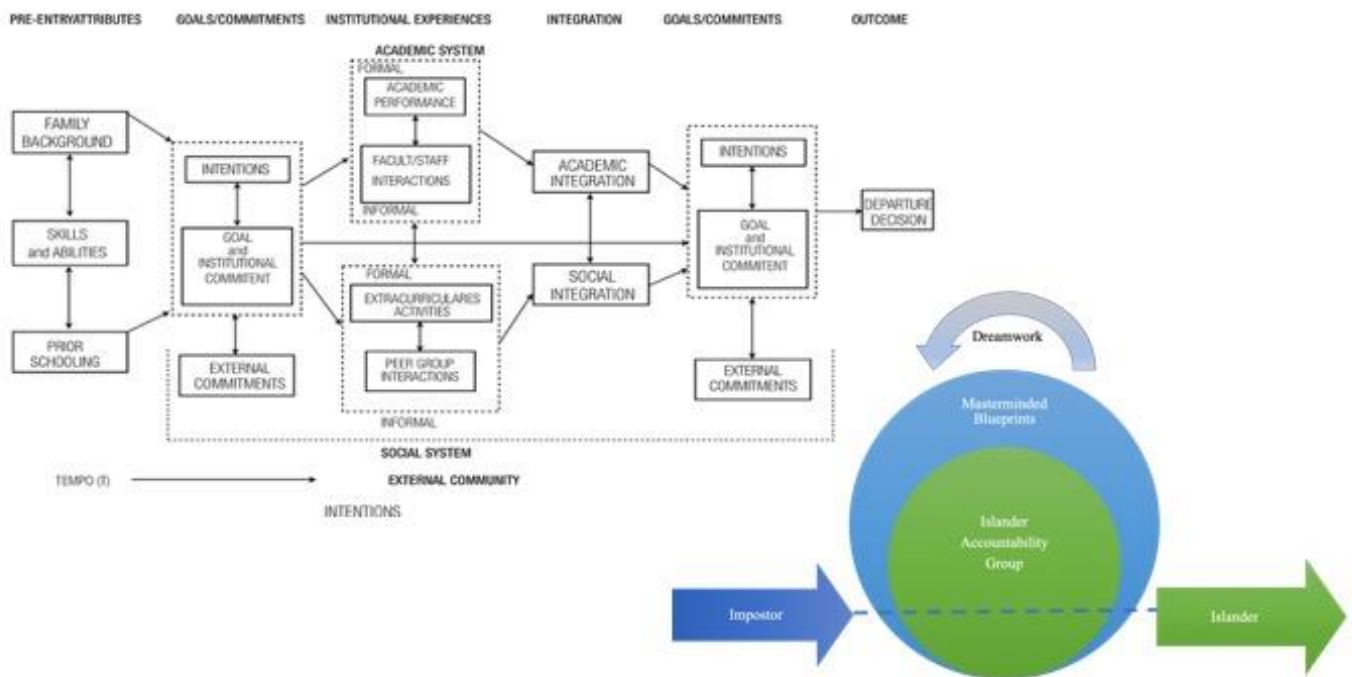 PRE-ENTRYATTRIBUTES
GOALS/COMMITMENTS
INSTITUTIONAL EXPERIENCES
INTEGRATION
GOALS/COMMITENTS
OUTCOME
ACADEMIC SYSTEM
FORMAL
ACADEMIC
PERFORMANCE
FACULT/STAFF
INTERACTIONS
INFORMAL
FAMILY
BACKGROUND
SKILLS
and ABILITIES
PRIOR
SCHOOLING
INTENTIONS
GOAL
and
INSTITUTIONAL
COMMITENT
EXTERNAL
COMMITMENTS
FORMAL
EXTRACURRICULARES
ACTIVITIES
PEER GROUP
INTERACTIONS
INFORMAL
ACADEMIC
INTEGRATION
SOCIAL
INTEGRATION
INTENTIONS
GOAL
and
INSTITUTIONAL
COMMITENT
EXTERNAL
COMMITMENTS
DEPARTURE
DECISION
SOCIAL SYSTEM
TEMPO (T)
EXTERNAL COMMUNITY
INTENTIONS
Dreamwork
Masterminded
Blueprints
Islander
Accountability
Group
Impostor
Islander